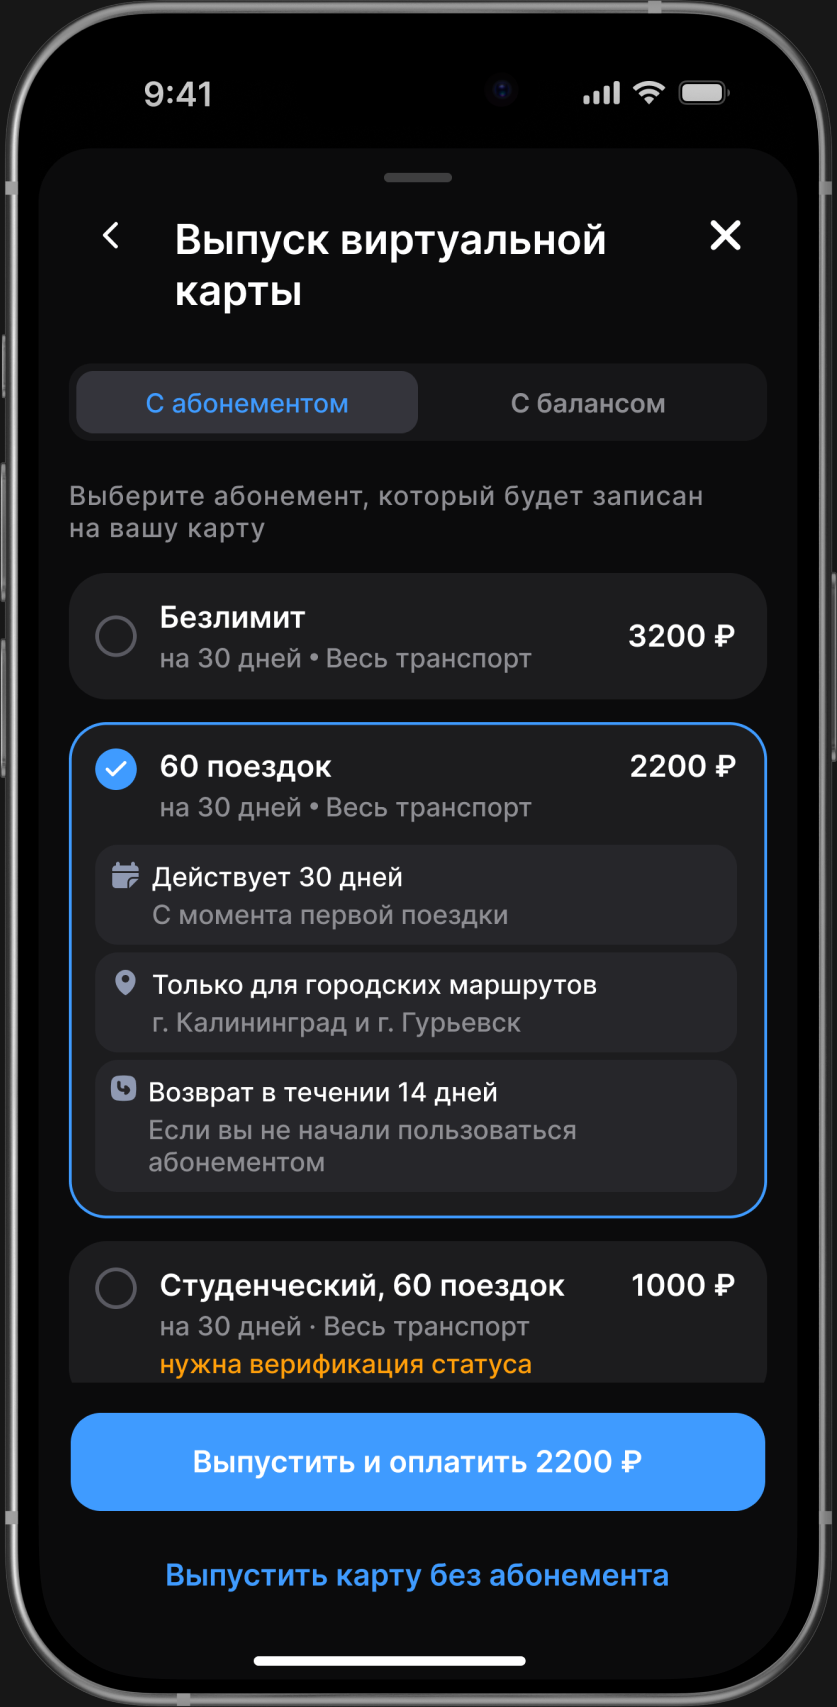 9:41
Выпуск виртуальной
карты
С абонементом
С балансом
Выберите абонемент, который будет записан
на вашу карту
Безлимит
3200 ₽
на 30 дней • Весь транспорт
60 поездок
2200 ₽
на 30 дней • Весь транспорт
Действует 30 дней
С момента первой поездки
Только для городских маршрутов
г. Калининград и г. Гурьевск
Возврат в течении 14 дней
Если вы не начали пользоваться
абонементом
Студенческий, 60 поездок
1000 ₽
на 30 дней · Весь транспорт
нужна верификация статуса
Выпустить и оплатить 2200 ₽
Выпустить карту без абонемента